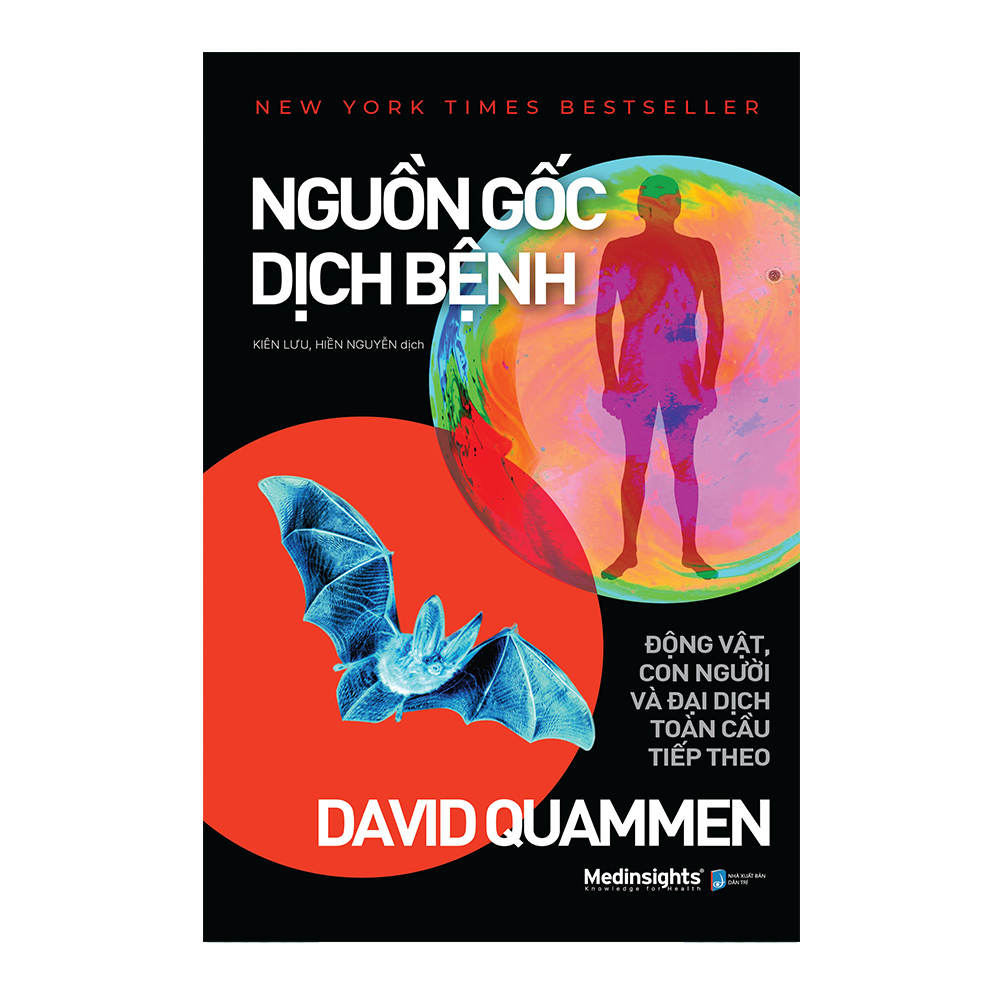 NEW YORK TIMES BESTSELLER
NGUỒN GỐC
DỊCH BỆNH
KIÊN LƯU, HIỀN NGUYỄN dịch
ĐỘNG VẬT,
CON NGƯỜI
VÀ ĐẠI DỊCH
TOÀN CẦU
TIẾP THEO
DAVID QUAMMEN
Medinsights®
Knowledge for Health
NHÀ XUẤT BẢN
DÂN TRÍ